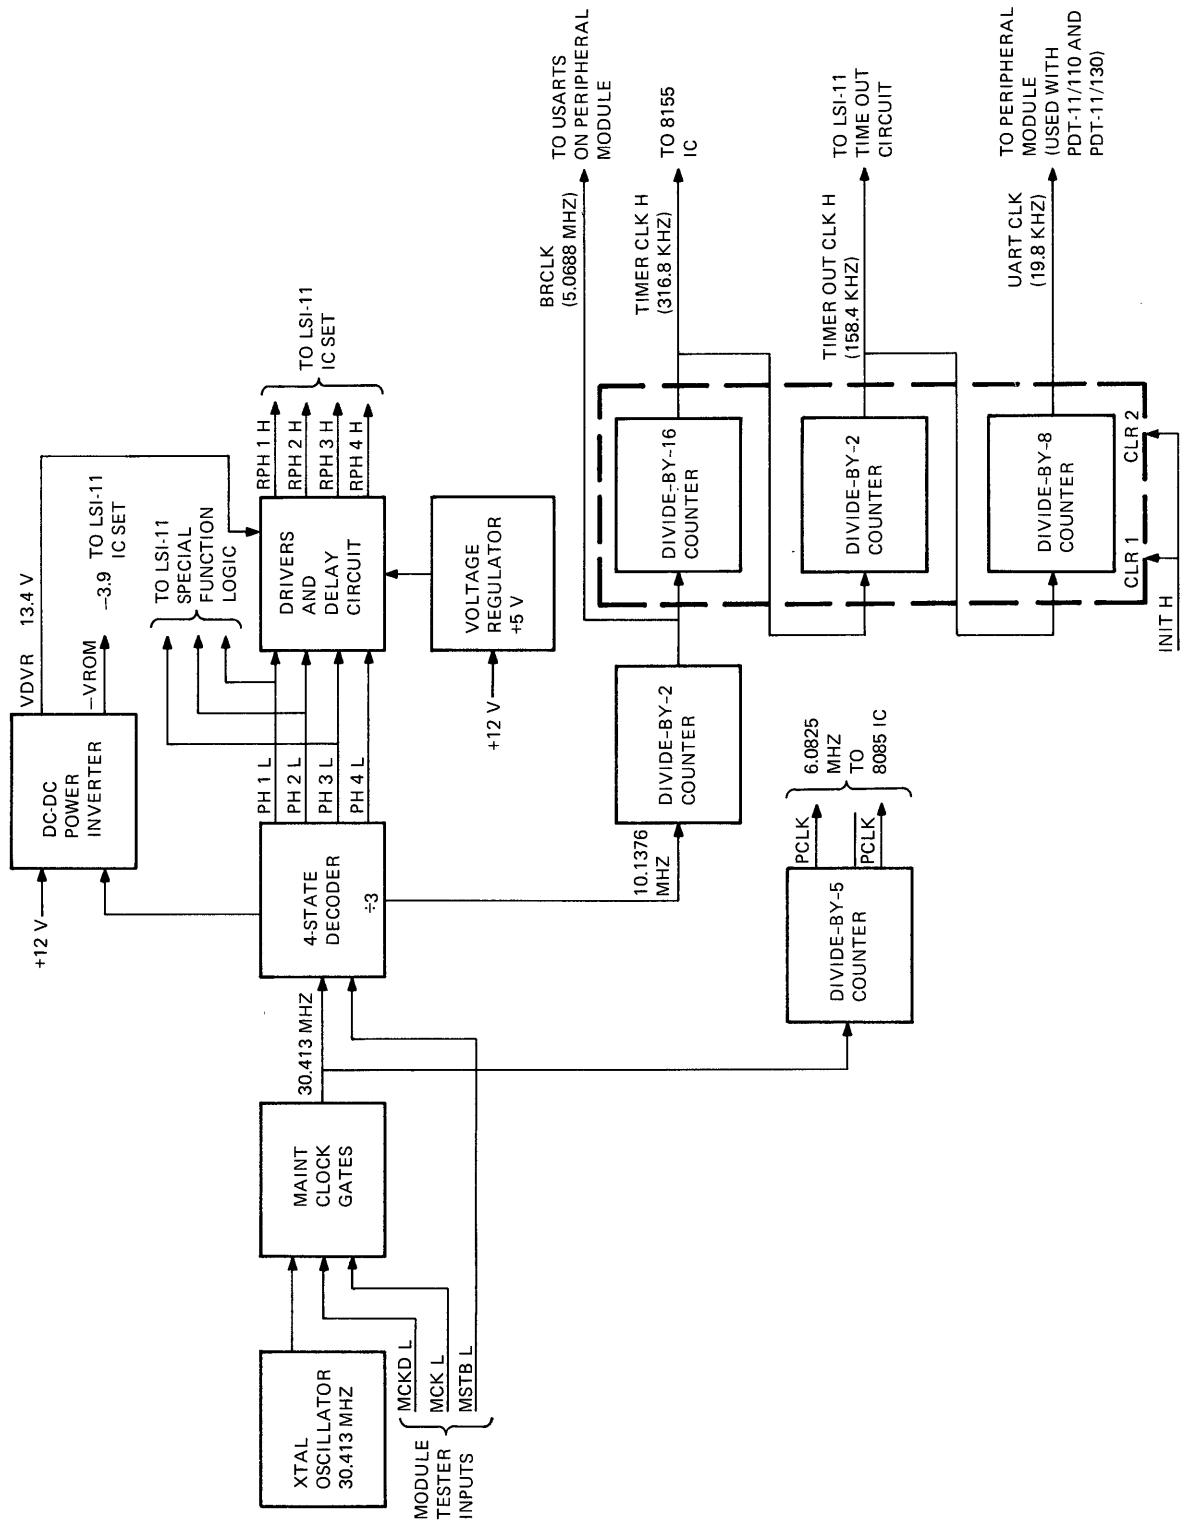 XTAL
OSCILLATOR
30.413 MHZ
MODULE
TESTER
INPUTS
MCKD L
MCK L
MSTB L
MAINT
CLOCK
GATES
30.413 MHZ
+12 V
DC-DC
POWER
INVERTER
VDVR 13.4 V
–VROM
–3.9 TO LSI-11
IC SET
4-STATE
DECODER
÷3
PH 1 L
PH 2 L
PH 3 L
PH 4 L
TO LSI-11
SPECIAL
FUNCTION
LOGIC
DRIVERS
AND
DELAY
CIRCUIT
RPH 1 H
RPH 2 H
RPH 3 H
RPH 4 H
TO LSI-11
IC SET
+12 V
VOLTAGE
REGULATOR
+5 V
10.1376
MHZ
DIVIDE-BY-2
COUNTER
BRCLK
(5.0688 MHZ)
TO USARTS
ON PERIPHERAL
MODULE
DIVIDE-BY-16
COUNTER
TIMER CLK H
(316.8 KHZ)
TO 8155
IC
DIVIDE-BY-2
COUNTER
TIMER OUT CLK H
(158.4 KHZ)
TO LSI-11
TIME OUT
CIRCUIT
DIVIDE-BY-8
COUNTER
UART CLK
(19.8 KHZ)
TO PERIPHERAL
MODULE
(USED WITH
PDT-11/110 AND
PDT-11/130)
CLR 1
CLR 2
INIT H
DIVIDE-BY-5
COUNTER
PCLK
PCLK
6.0825
MHZ
TO
8085 IC